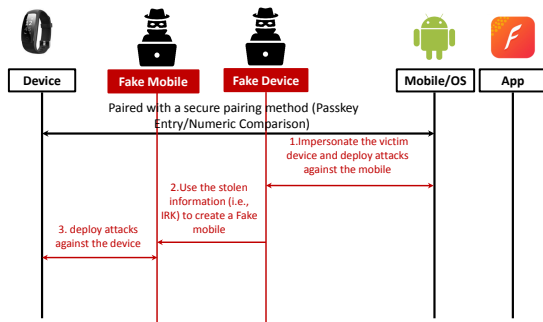 Device
Fake Mobile
Fake Device
Mobile/OS
App
Paired with a secure pairing method (Passkey
Entry/Numeric Comparison)
1.Impersonate the victim
device and deploy attacks
against the mobile
2.Use the stolen
information (i.e.,
IRK) to create a Fake
mobile
3. deploy attacks
against the device